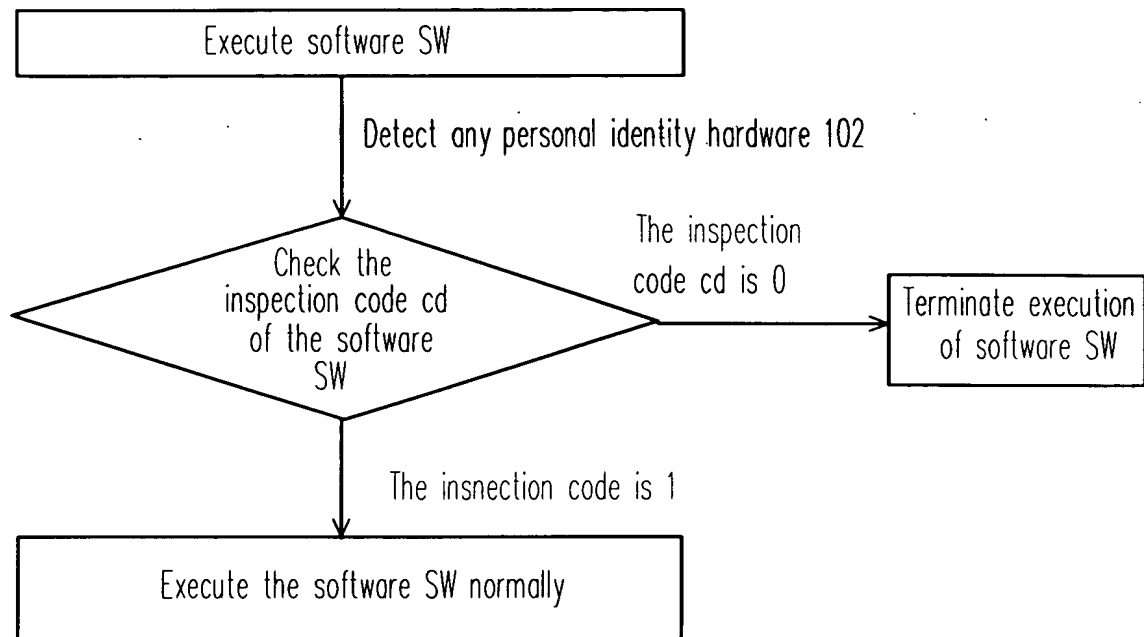 Execute software SW
Detect any personal identity hardware 102
Check the
inspection code cd
of the software
SW
The inspection
code cd is 0
Terminate execution
of software SW
The insnection code is 1
Execute the software SW normally